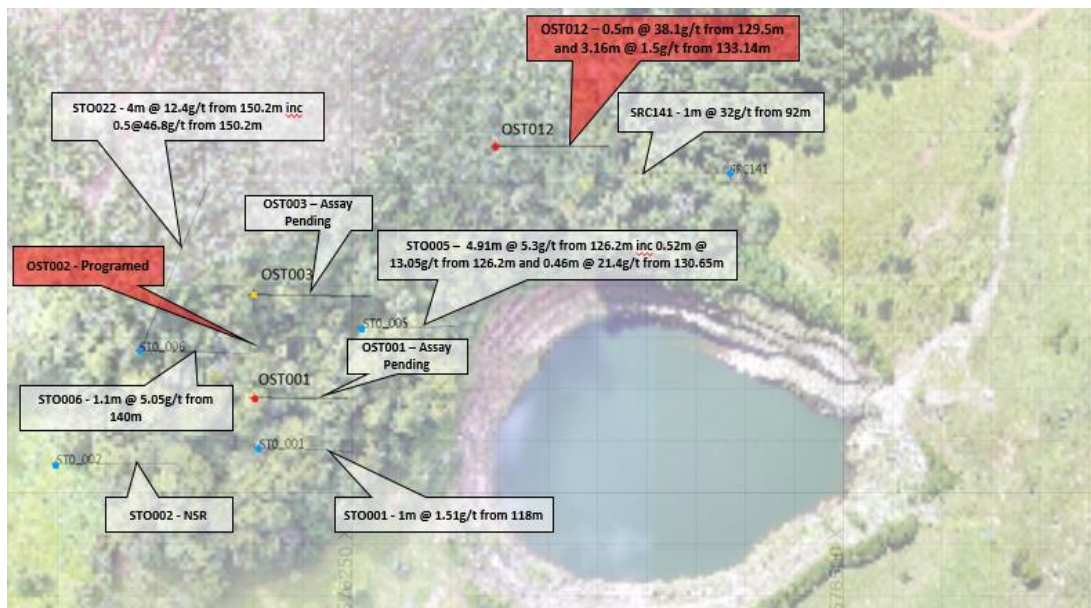 OST012 – 0.5m @ 38.1g/t from 129.5m
and 3.16m @ 1.5g/t from 133.14m
STO022 - 4m @ 12.4g/t from 150.2m inc
0.5@46.8g/t from 150.2m
SRC141 - 1m @ 32g/t from 92m
OST012
SRC141
OST003 – Assay
Pending
STO005 – 4.91m @ 5.3g/t from 126.2m inc 0.52m @
13.05g/t from 126.2m and 0.46m @ 21.4g/t from 130.65m
OST002 - Programed
OST003
ST0_005
ST0_006
OST001 – Assay
Pending
OST001
STO006 - 1.1m @ 5.05g/t from
140m
ST0_001
ST0_002
STO002 - NSR
STO001 - 1m @ 1.51g/t from 118m